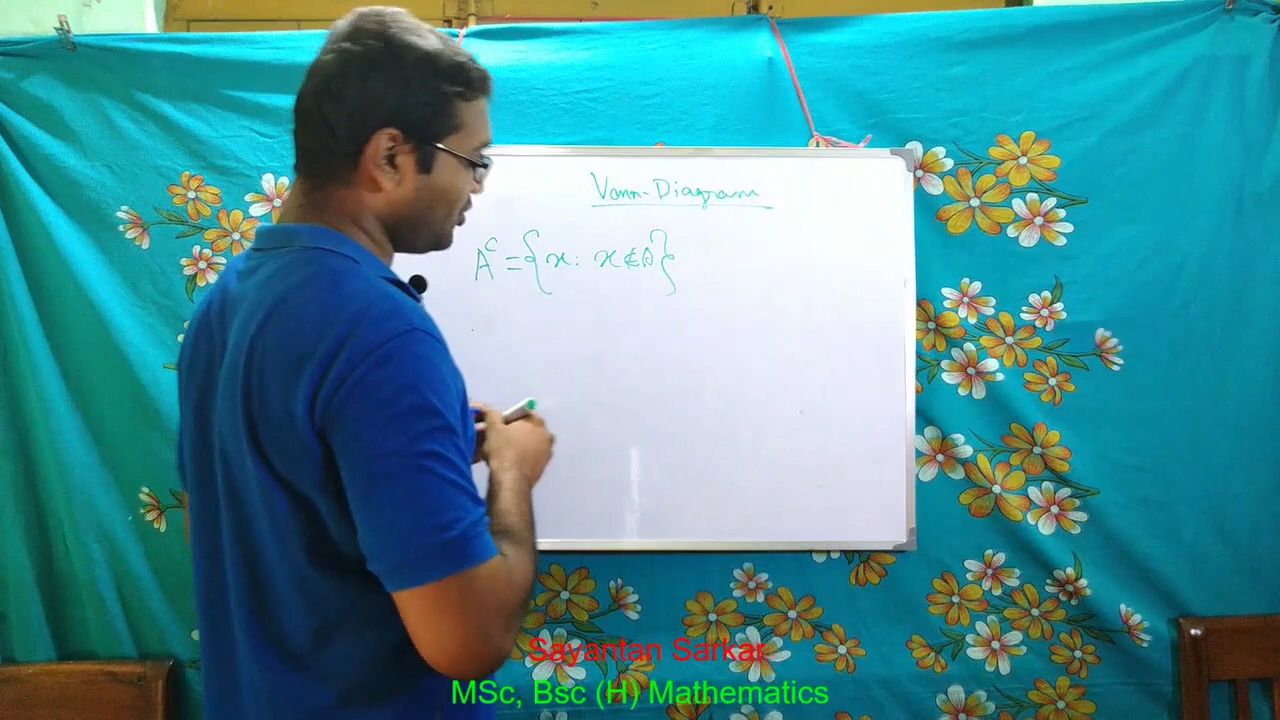 Venn-Diagram
A^c = {x: x∉A}
Sayantan Sarkar
MSc, Bsc (H) Mathematics